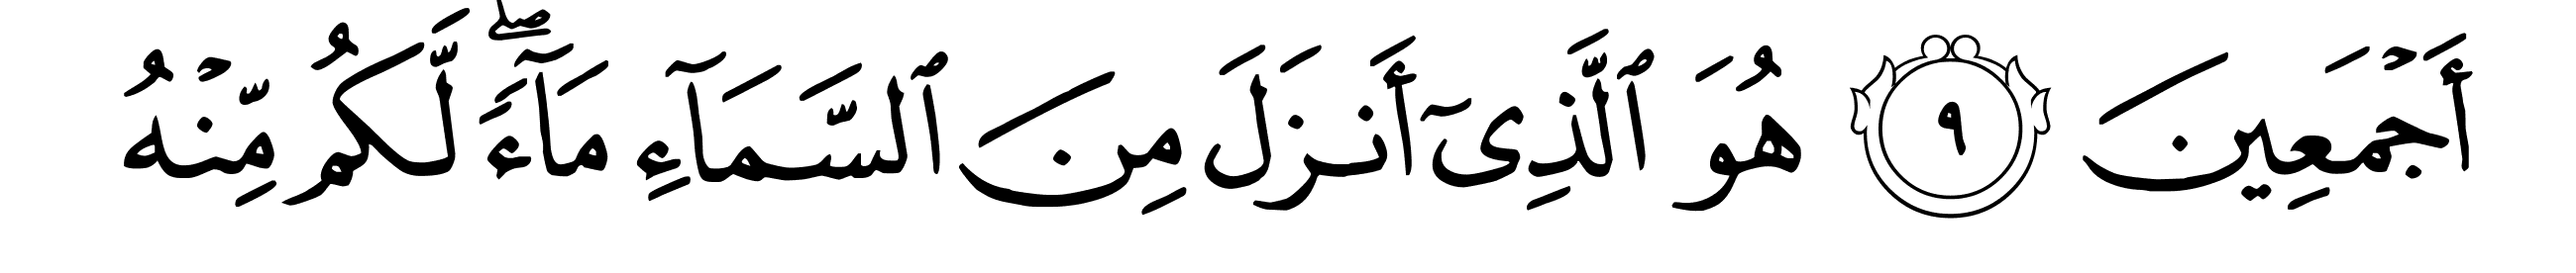 أَجْمَعِينَ ٩ هُوَ ٱلَّذِىٓ أَنزَلَ مِنَ ٱلسَّمَآءِ مَآءًۖ لَّكُم مِّنْهُ